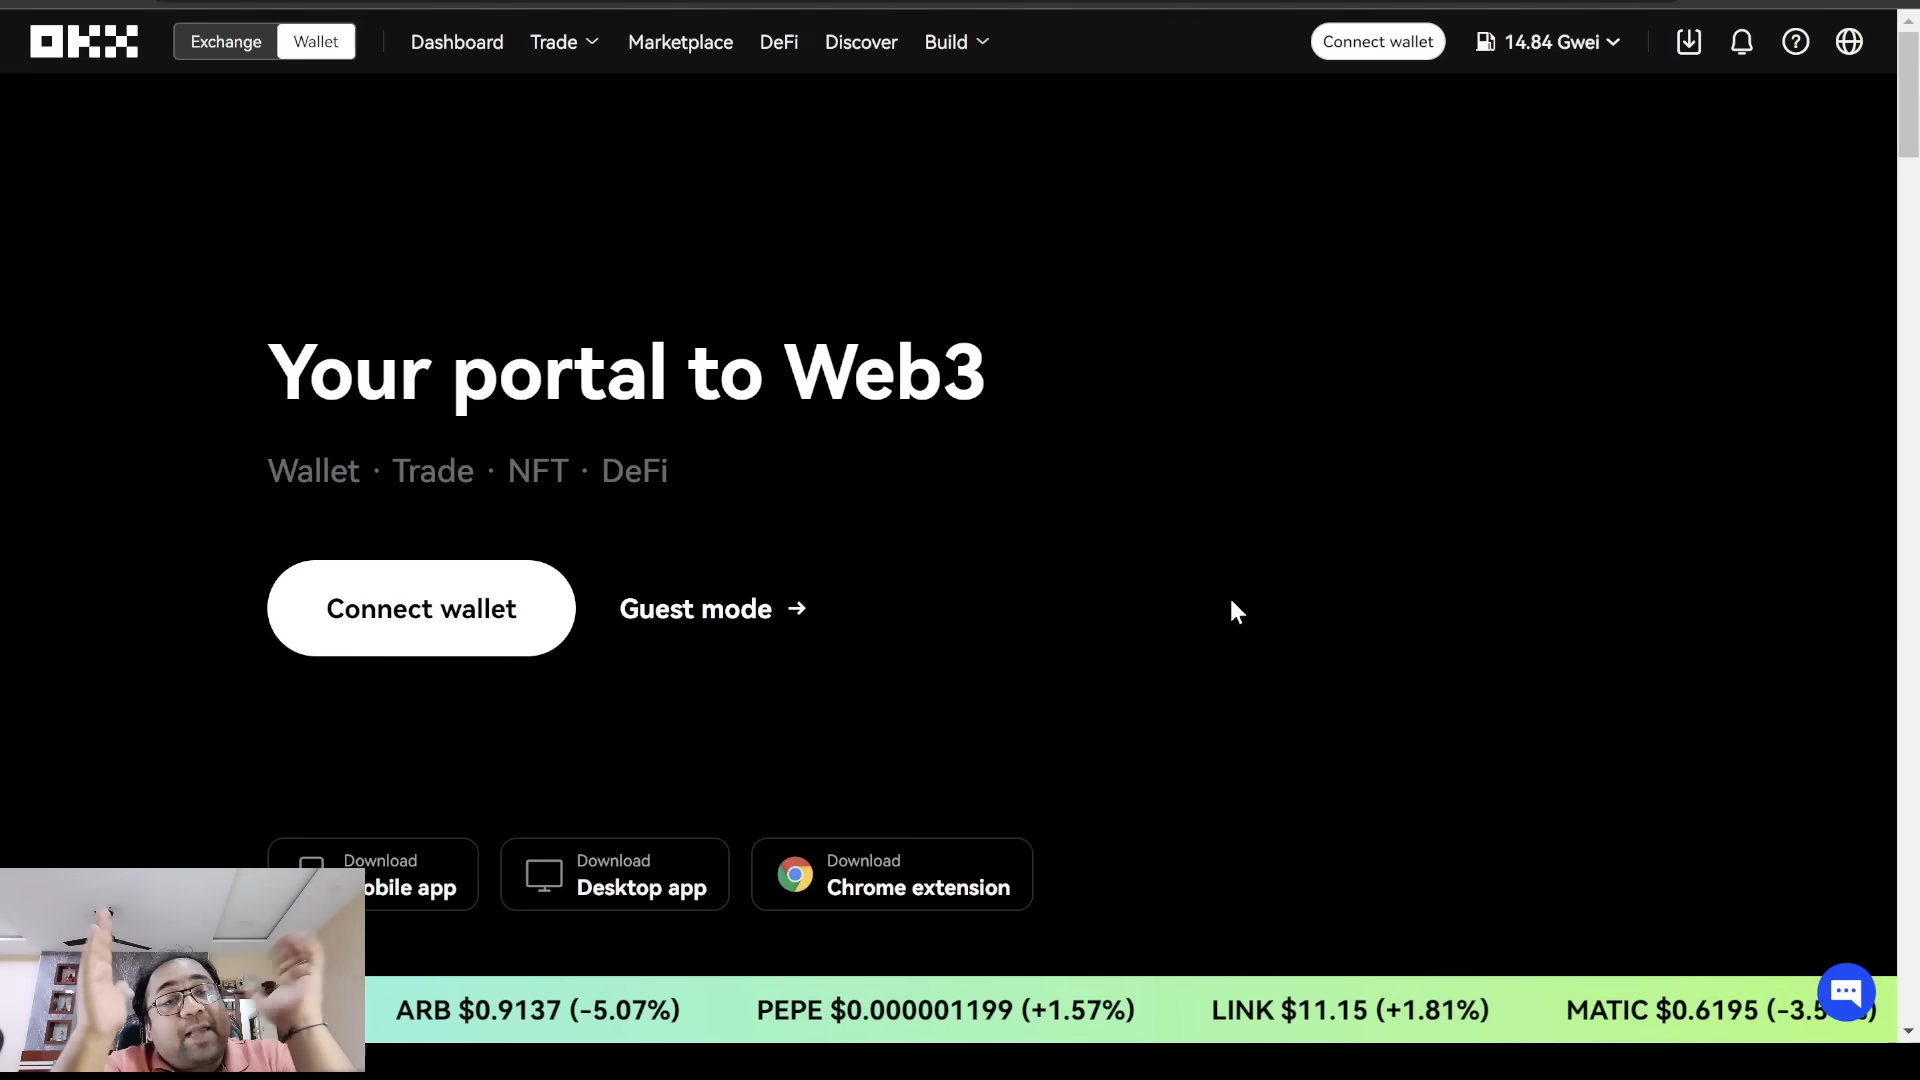 OKX
Exchange Wallet Dashboard Trade Marketplace DeFi Discover Build Connect wallet 14.84 Gwei
Your portal to Web3
Wallet · Trade · NFT · DeFi
Connect wallet Guest mode →
Download
obile app
Download
Desktop app
Download
Chrome extension
ARB $0.9137 (-5.07%) PEPE $0.000001199 (+1.57%) LINK $11.15 (+1.81%) MATIC $0.6195 (-3.5 )